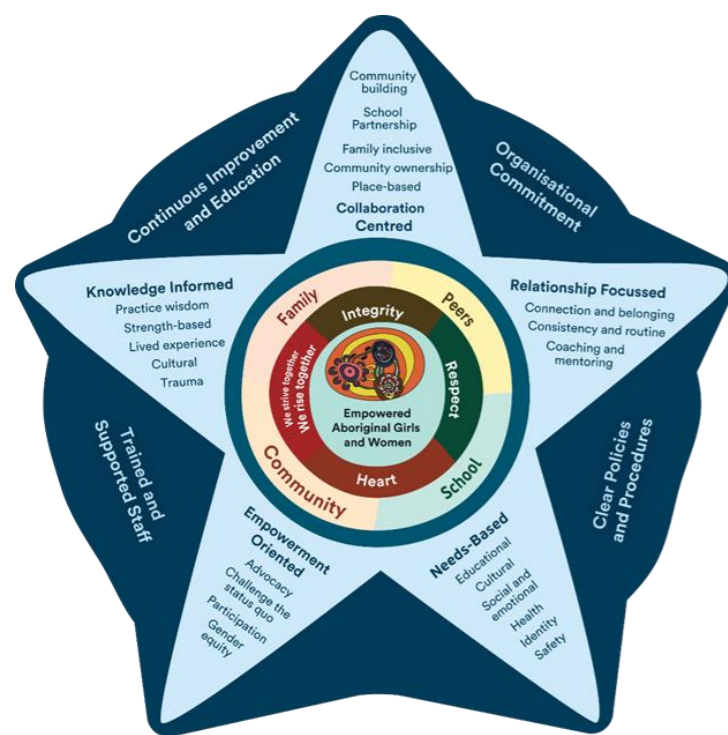 Community
building
School
Partnership
Family inclusive
Community ownership
Place-based
Collaboration
Centred
Continuous Improvement
and Education
Organisational
Commitment
Knowledge Informed
Practice wisdom
Strength-based
Lived experience
Cultural
Trauma
Relationship Focussed
Connection and belonging
Consistency and routine
Coaching and
mentoring
Family
Peers
Integrity
We strive together
We rise together
Respect
Empowered
Aboriginal Girls
and Women
Heart
Community
School
Trained and
Supported Staff
Clear Policies
and Procedures
Empowerment
Oriented
Advocacy
Challenge the
status quo
Participation
Gender
equity
Needs-Based
Educational
Cultural
Social and
emotional
Health
Identity
Safety